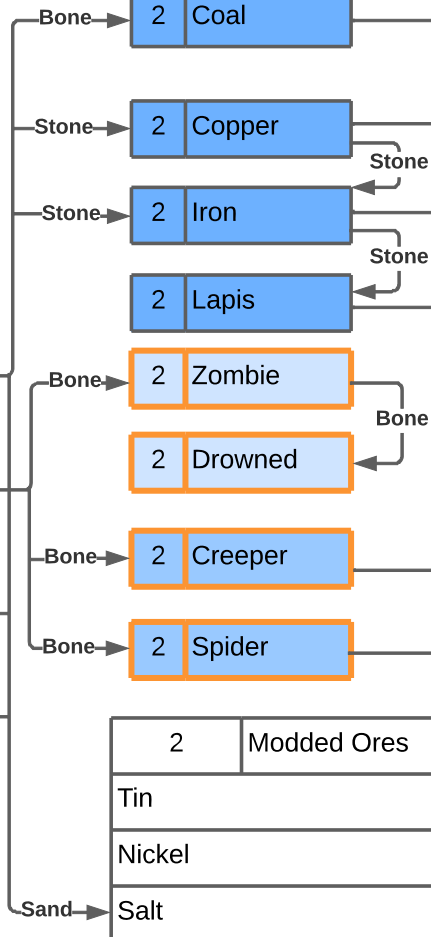 Bone 2 Coal
Stone 2 Copper
Stone
Stone 2 Iron
Stone
2 Lapis
Bone 2 Zombie
Bone
2 Drowned
Bone 2 Creeper
Bone 2 Spider
2 Modded Ores
Tin
Nickel
Sand Salt